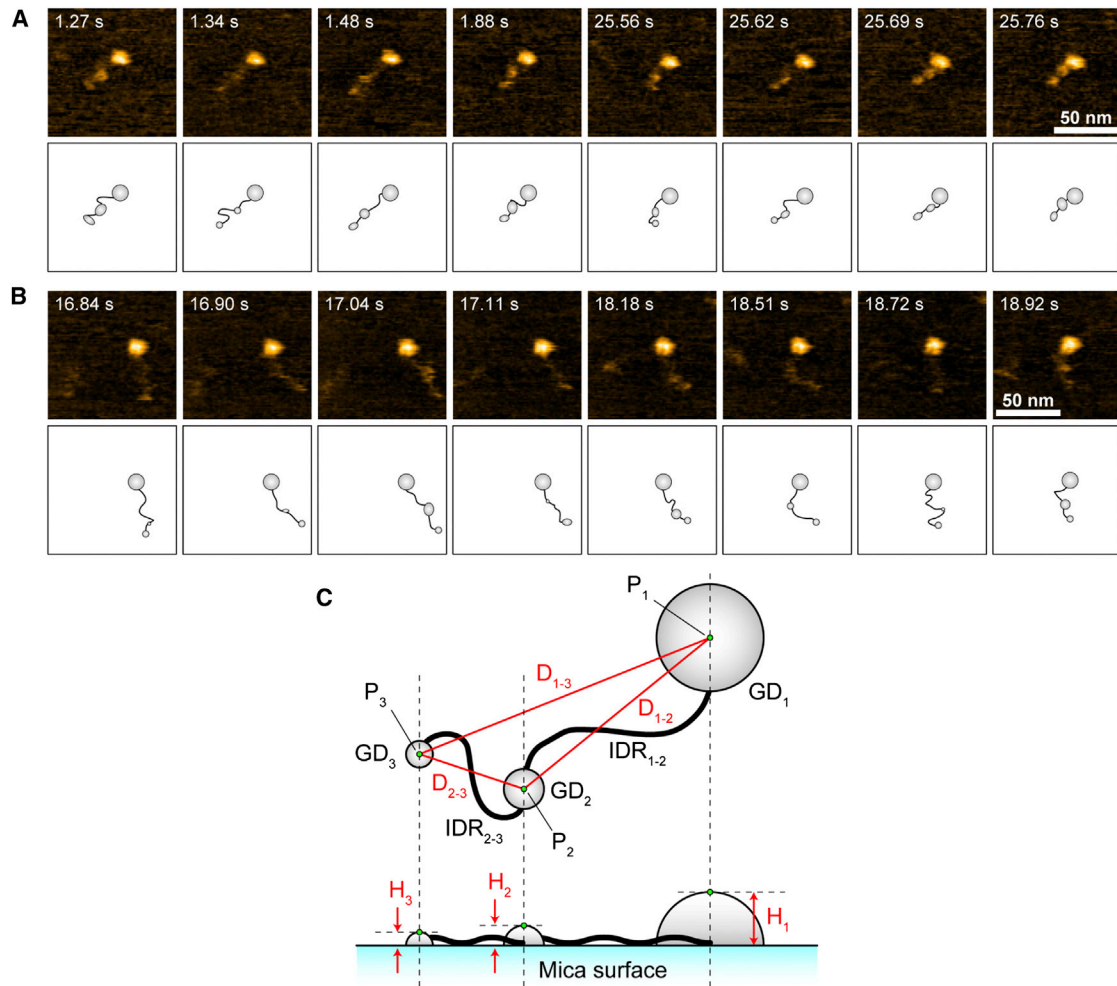 A
1.27 s 1.34 s 1.48 s 1.88 s 25.56 s 25.62 s 25.69 s 25.76 s
50 nm
B
16.84 s 16.90 s 17.04 s 17.11 s 18.18 s 18.51 s 18.72 s 18.92 s
50 nm
C
P₁
D₁₋₃
P₃
GD₁
D₁₋₂
GD₃
IDR₁₋₂
D₂₋₃
GD₂
IDR₂₋₃
P₂
H₃
H₂
H₁
Mica surface